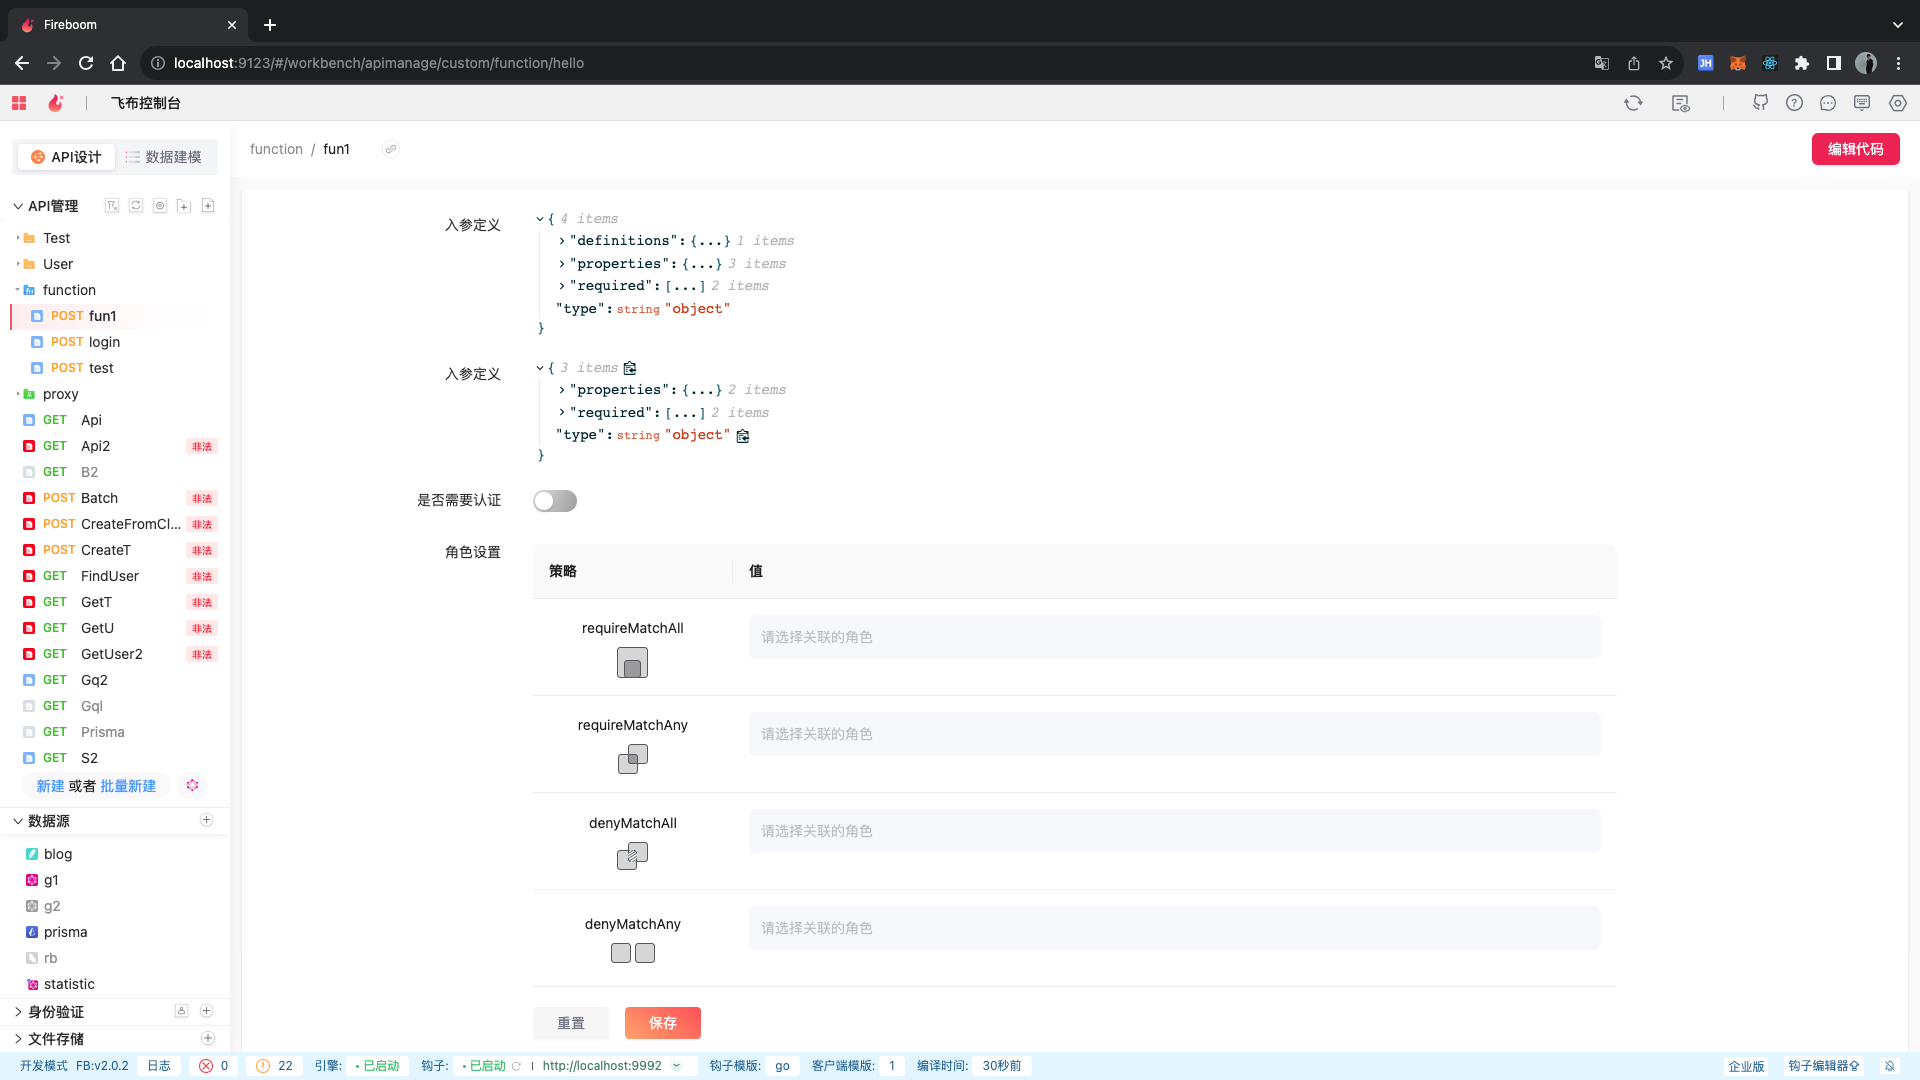 Fireboom
localhost:9123/#/workbench/apimanage/custom/function/hello
JH
飞布控制台
API设计
数据建模
function / fun1
编辑代码
API管理
Test
User
function
POST fun1
POST login
POST test
proxy
GET Api
GET Api2 非法
GET B2
POST Batch 非法
POST CreateFromCl... 非法
POST CreateT 非法
GET FindUser 非法
GET GetT 非法
GET GetU 非法
GET GetUser2 非法
GET Gq2
GET Gql
GET Prisma
GET S2
新建 或者 批量新建
数据源
blog
g1
g2
prisma
rb
statistic
身份验证
文件存储
入参定义
{ 4 items
"definitions": {...} 1 items
"properties": {...} 3 items
"required": [...] 2 items
"type": string "object"
}
入参定义
{ 3 items
"properties": {...} 2 items
"required": [...] 2 items
"type": string "object"
}
是否需要认证
角色设置
策略 值
requireMatchAll 请选择关联的角色
requireMatchAny 请选择关联的角色
denyMatchAll 请选择关联的角色
denyMatchAny 请选择关联的角色
重置 保存
开发模式 FB:v2.0.2 日志 0 22 引擎: 已启动 钩子: 已启动 http://localhost:9992 钩子模版: go 客户端模版: 1 编译时间: 30秒前 企业版 钩子编辑器